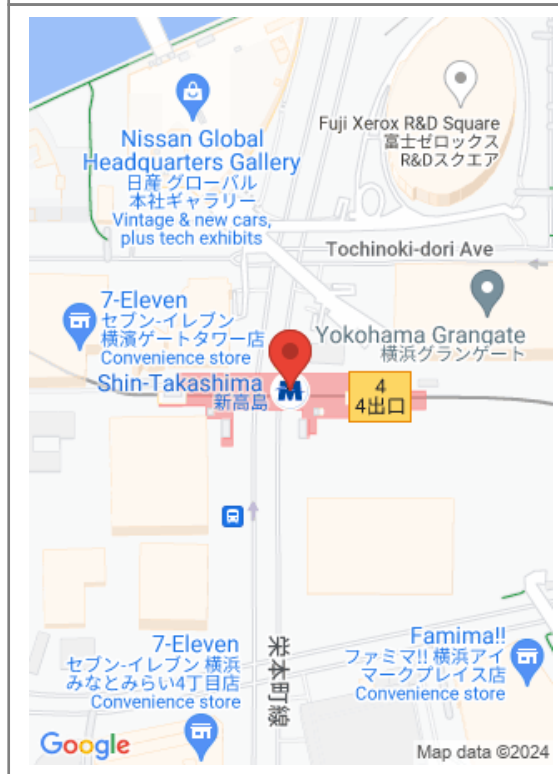 Fuji Xerox R&D Square
富士ゼロックス
R&Dスクエア
Nissan Global
Headquarters Gallery
日産 グローバル
本社ギャラリー
Vintage & new cars,
plus tech exhibits
Tochinoki-dori Ave
7-Eleven
セブン-イレブン
横濱ゲートタワー店
Convenience store
Yokohama Grangate
横浜グランゲート
Shin-Takashima
新高島
4
4出口
栄本町線
7-Eleven
セブン-イレブン 横浜
みなとみらい4丁目店
Convenience store
Famima!!
ファミマ!! 横浜アイ
マークプレイス店
Convenience store
Google
Map data ©2024